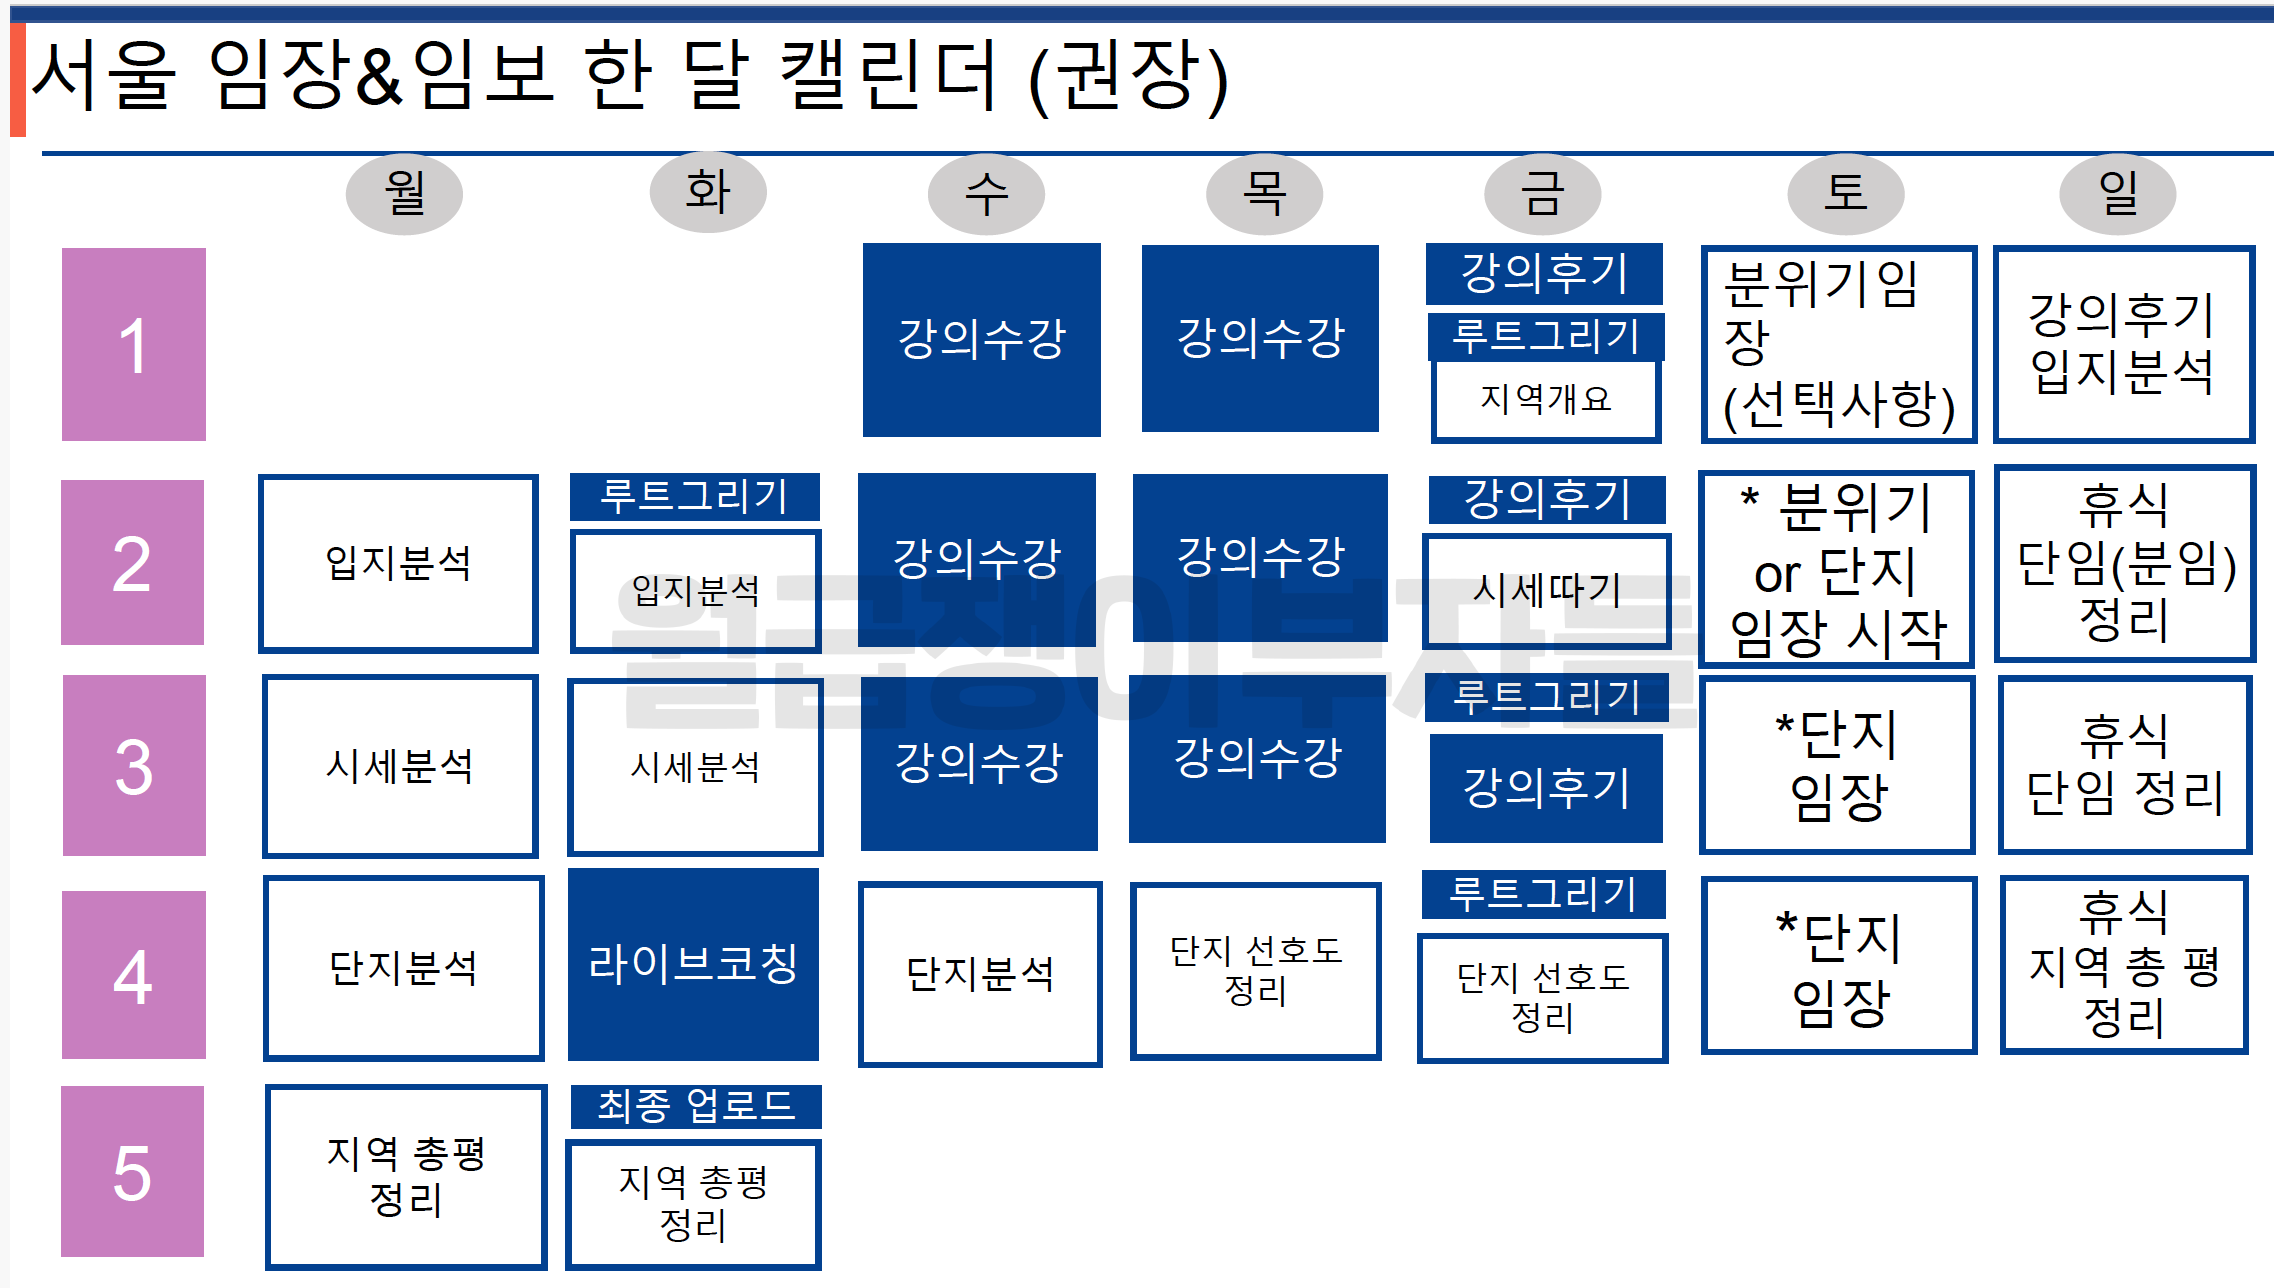 서울 임장&임보 한 달 캘린더 (권장)
월 화 수 목 금 토 일
1
강의수강
강의수강
강의후기
루트그리기
지역개요
분위기임
장
(선택사항)
강의후기
입지분석
2
입지분석
루트그리기
입지분석
강의수강
강의수강
강의후기
시세따기
* 분위기
or 단지
임장 시작
휴식
단임(분임)
정리
월급쟁이부자들
3
시세분석
시세분석
강의수강
강의수강
루트그리기
강의후기
*단지
임장
휴식
단임 정리
4
단지분석
라이브코칭
단지분석
단지 선호도
정리
루트그리기
단지 선호도
정리
*단지
임장
휴식
지역 총 평
정리
5
지역 총평
정리
최종 업로드
지역 총평
정리